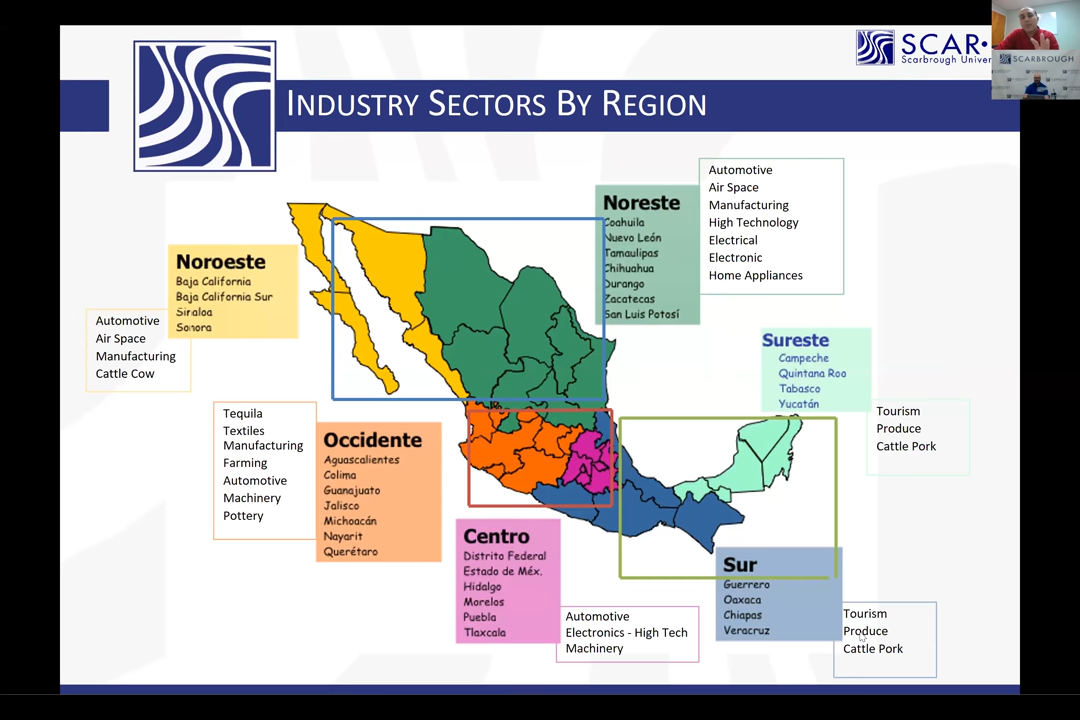 SCAR
Scarbrough Univer
SCARBROUGH
INDUSTRY SECTORS BY REGION
Noreste
Coahuila
Nuevo León
Tamaulipas
Chihuahua
Durango
Zacatecas
San Luis Potosí
Automotive
Air Space
Manufacturing
High Technology
Electrical
Electronic
Home Appliances
Noroeste
Baja California
Baja California Sur
Sinaloa
Sonora
Automotive
Air Space
Manufacturing
Cattle Cow
Sureste
Campeche
Quintana Roo
Tabasco
Yucatán
Tourism
Produce
Cattle Pork
Tequila
Textiles
Manufacturing
Farming
Automotive
Machinery
Pottery
Occidente
Aguascalientes
Colima
Guanajuato
Jalisco
Michoacán
Nayarit
Querétaro
Centro
Distrito Federal
Estado de Méx.
Hidalgo
Morelos
Puebla
Tlaxcala
Automotive
Electronics - High Tech
Machinery
Sur
Guerrero
Oaxaca
Chiapas
Veracruz
Tourism
Produce
Cattle Pork